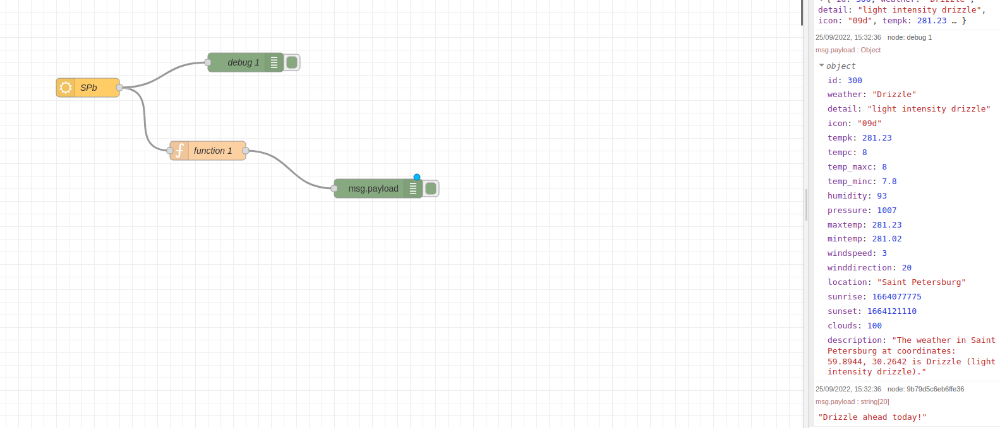 debug 1
SPb
function 1
msg.payload
{ id: 300, weather: "Drizzle",
detail: "light intensity drizzle",
icon: "09d", tempk: 281.23 … }
25/09/2022, 15:32:36 node: debug 1
msg.payload : Object
object
id: 300
weather: "Drizzle"
detail: "light intensity drizzle"
icon: "09d"
tempk: 281.23
tempc: 8
temp_maxc: 8
temp_minc: 7.8
humidity: 93
pressure: 1007
maxtemp: 281.23
mintemp: 281.02
windspeed: 3
winddirection: 20
location: "Saint Petersburg"
sunrise: 1664077775
sunset: 1664121110
clouds: 100
description: "The weather in Saint
Petersburg at coordinates:
59.8944, 30.2642 is Drizzle (light
intensity drizzle)."
25/09/2022, 15:32:36 node: 9b79d5c6eb6ffe36
msg.payload : string[20]
"Drizzle ahead today!"